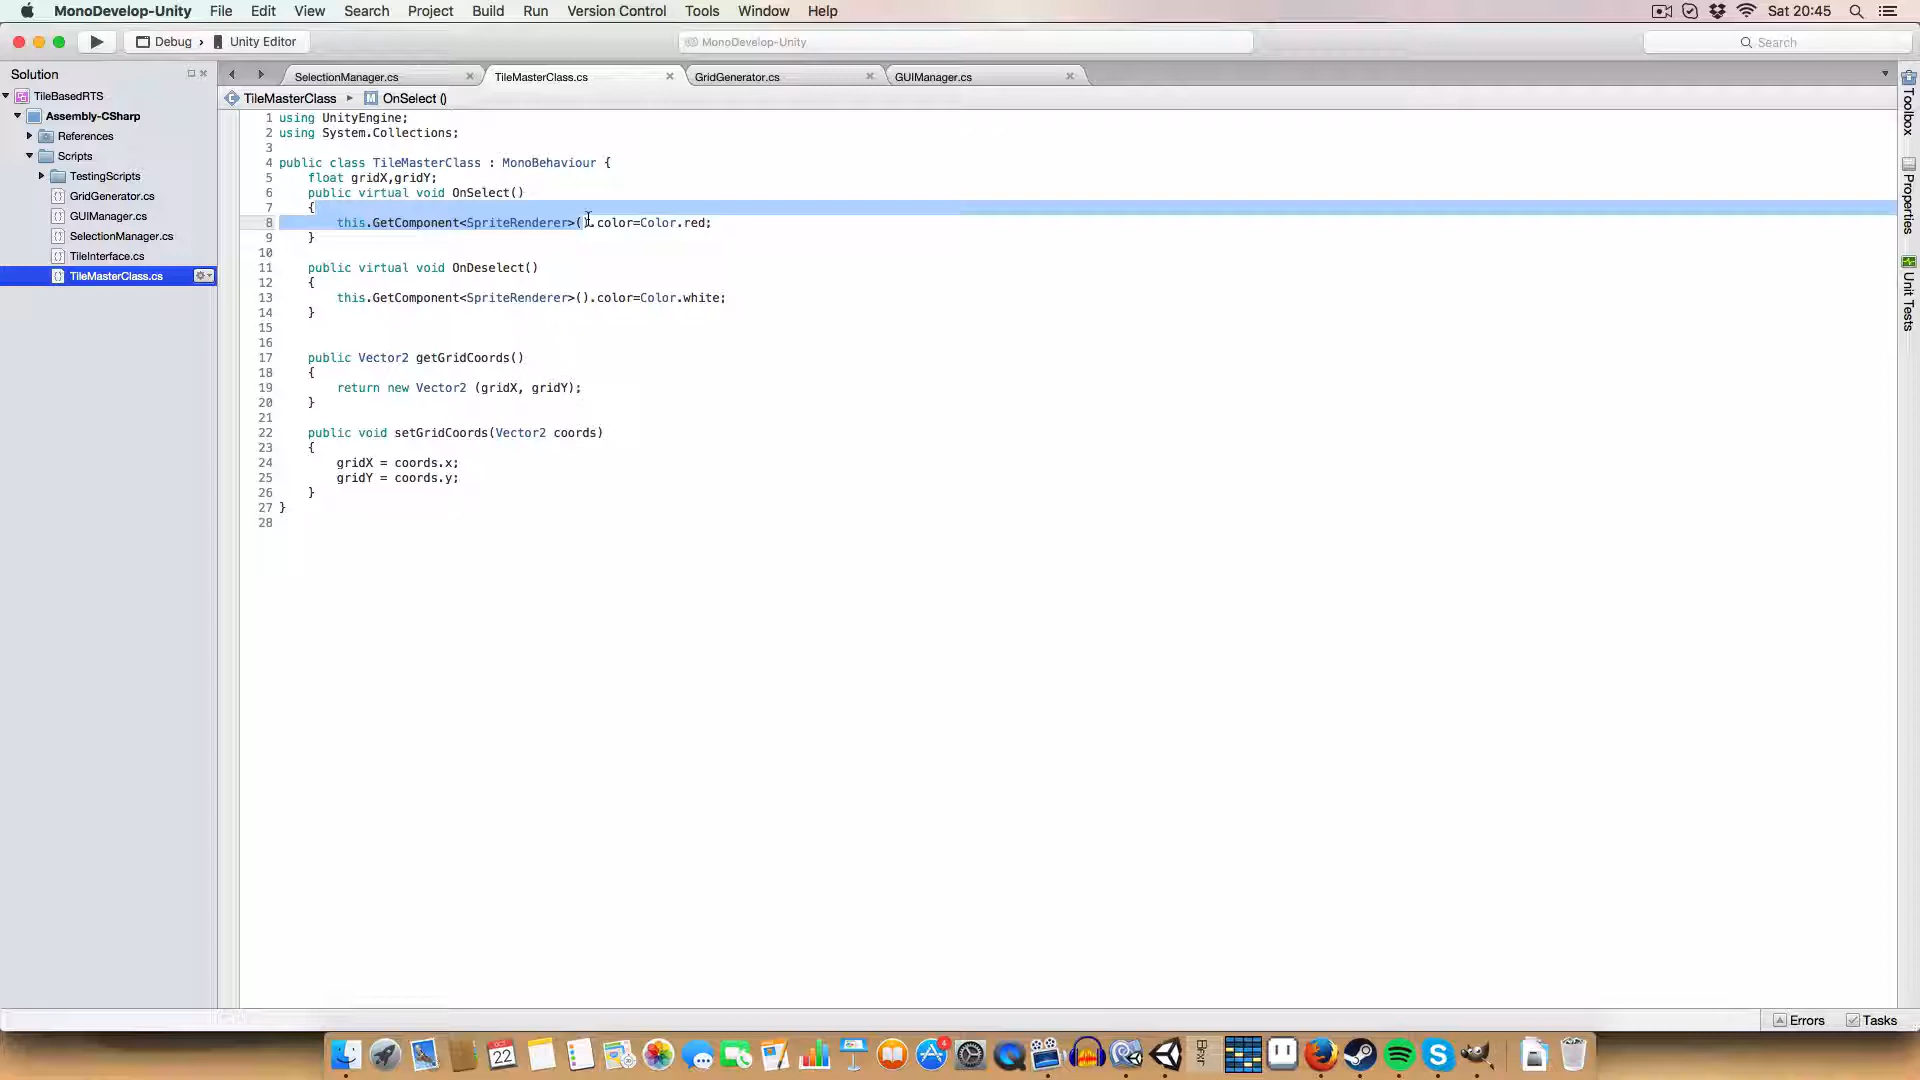 MonoDevelop-Unity File Edit View Search Project Build Run Version Control Tools Window Help Sat 20:45
Debug › Unity Editor MonoDevelop-Unity Search
Solution
TileBasedRTS
Assembly-CSharp
References
Scripts
TestingScripts
GridGenerator.cs
GUIManager.cs
SelectionManager.cs
TileInterface.cs
TileMasterClass.cs
SelectionManager.cs TileMasterClass.cs GridGenerator.cs GUIManager.cs
TileMasterClass ▸ OnSelect ()
1 using UnityEngine;
2 using System.Collections;
3
4 public class TileMasterClass : MonoBehaviour {
5 float gridX,gridY;
6 public virtual void OnSelect()
7 {
8 this.GetComponent<SpriteRenderer>().color=Color.red;
9 }
10
11 public virtual void OnDeselect()
12 {
13 this.GetComponent<SpriteRenderer>().color=Color.white;
14 }
15
16
17 public Vector2 getGridCoords()
18 {
19 return new Vector2 (gridX, gridY);
20 }
21
22 public void setGridCoords(Vector2 coords)
23 {
24 gridX = coords.x;
25 gridY = coords.y;
26 }
27 }
28
Toolbox
Properties
Unit Tests
Errors Tasks
OCT
22
4